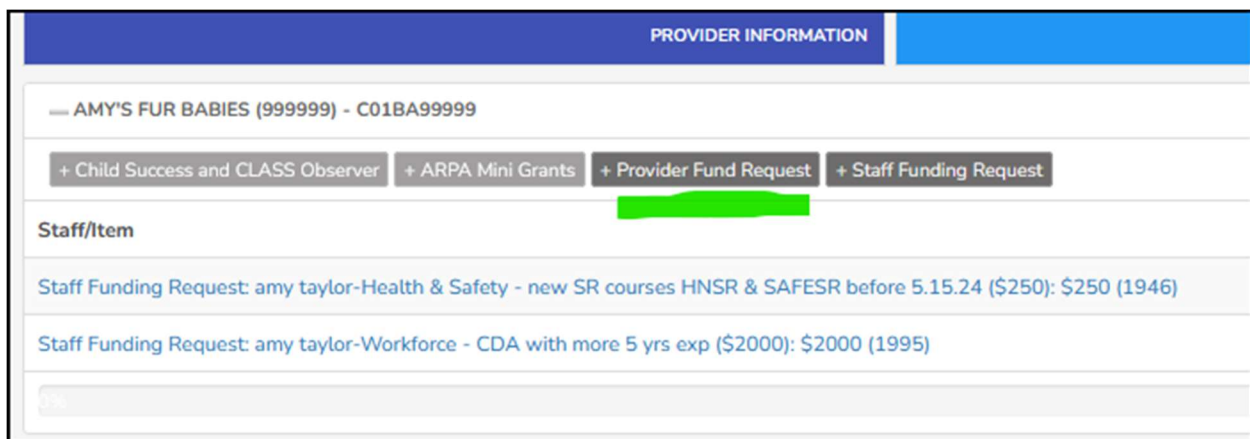 PROVIDER INFORMATION
AMY'S FUR BABIES (999999) - C01BA99999
+ Child Success and CLASS Observer + ARPA Mini Grants + Provider Fund Request + Staff Funding Request
Staff/Item
Staff Funding Request: amy taylor-Health & Safety - new SR courses HNSR & SAFESR before 5.15.24 ($250): $250 (1946)
Staff Funding Request: amy taylor-Workforce - CDA with more 5 yrs exp ($2000): $2000 (1995)
0%